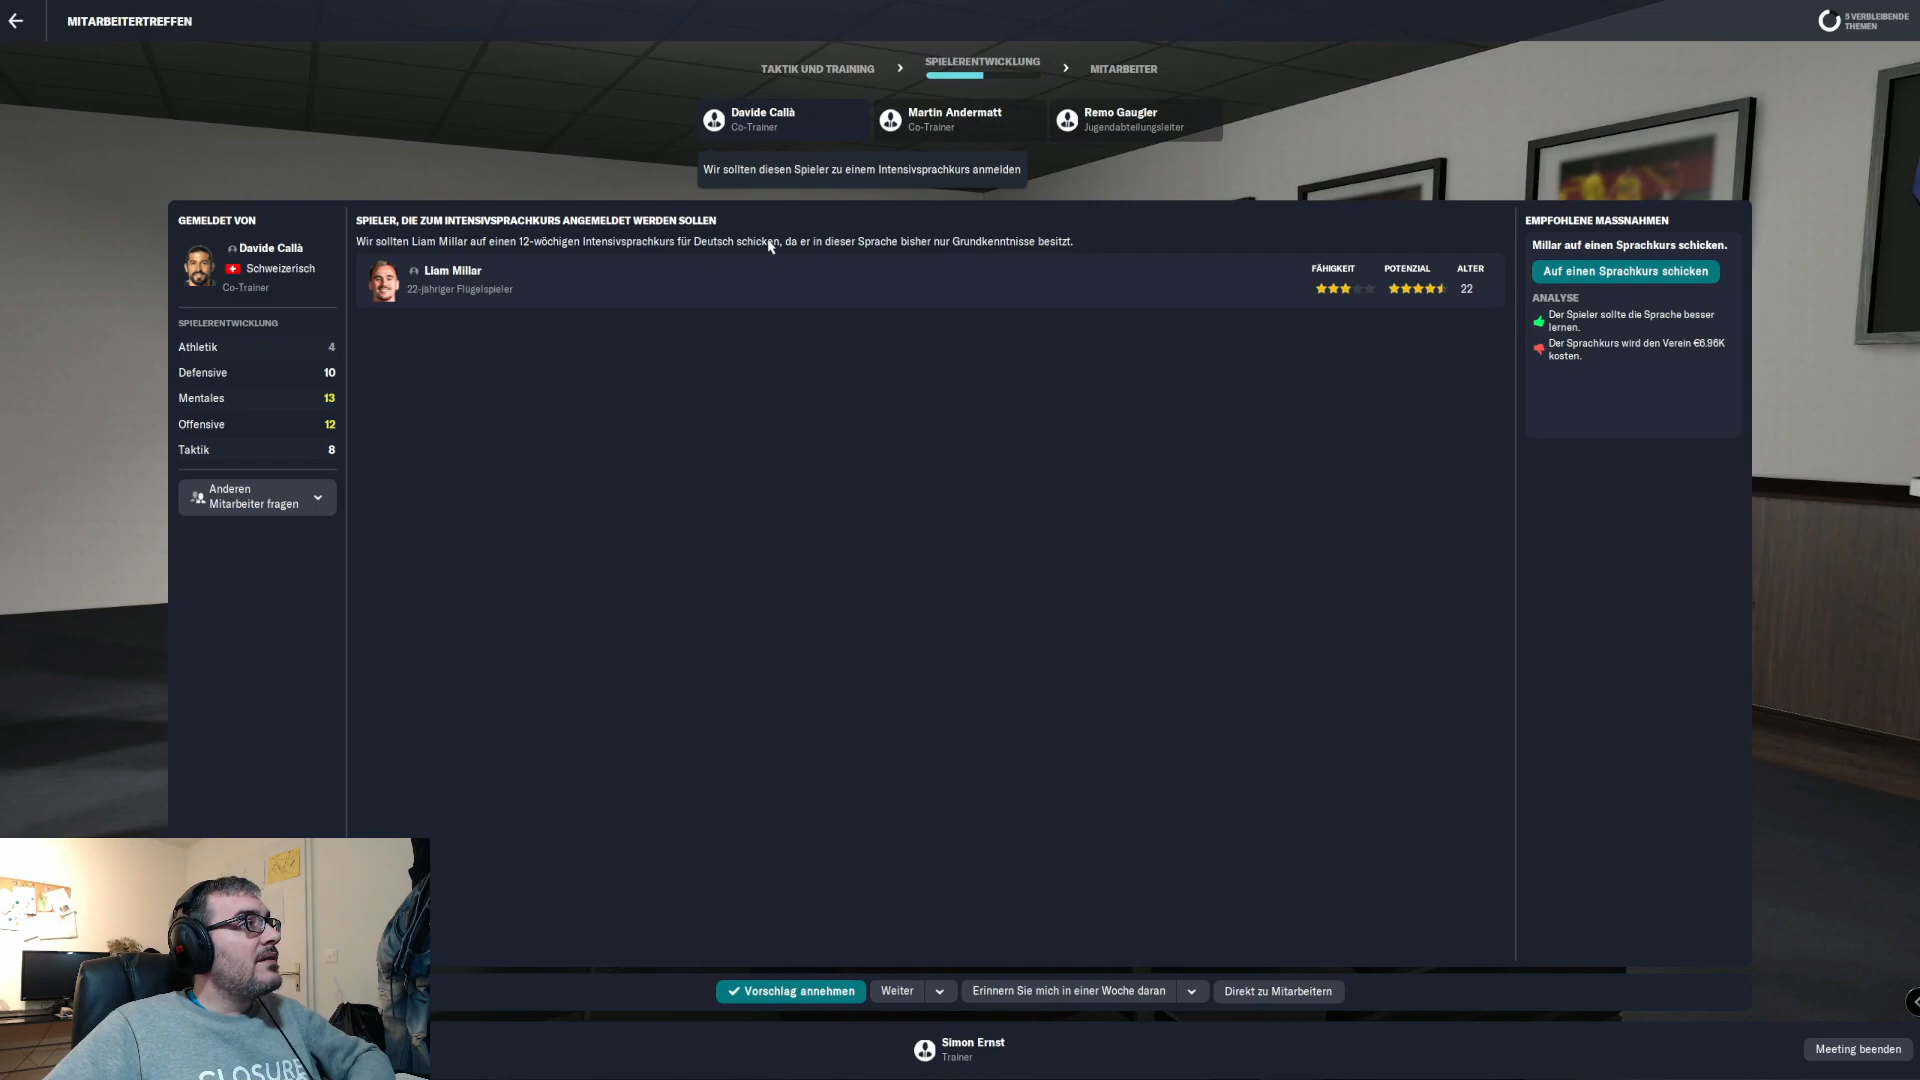 MITARBEITERTREFFEN
5 VERBLEIBENDE
THEMEN
TAKTIK UND TRAINING
SPIELERENTWICKLUNG
MITARBEITER
Davide Callà
Co-Trainer
Martin Andermatt
Co-Trainer
Remo Gaugler
Jugendabteilungsleiter
Wir sollten diesen Spieler zu einem Intensivsprachkurs anmelden
GEMELDET VON
Davide Callà
Schweizerisch
Co-Trainer
SPIELERENTWICKLUNG
Athletik 4
Defensive 10
Mentales 13
Offensive 12
Taktik 8
Anderen
Mitarbeiter fragen
SPIELER, DIE ZUM INTENSIVSPRACHKURS ANGEMELDET WERDEN SOLLEN
Wir sollten Liam Millar auf einen 12-wöchigen Intensivsprachkurs für Deutsch schicken, da er in dieser Sprache bisher nur Grundkenntnisse besitzt.
Liam Millar
22-jähriger Flügelspieler
FÄHIGKEIT POTENZIAL ALTER
22
EMPFOHLENE MASSNAHMEN
Millar auf einen Sprachkurs schicken.
Auf einen Sprachkurs schicken
ANALYSE
Der Spieler sollte die Sprache besser
lernen.
Der Sprachkurs wird den Verein €6.96K
kosten.
Vorschlag annehmen
Weiter
Erinnern Sie mich in einer Woche daran
Direkt zu Mitarbeitern
Simon Ernst
Trainer
Meeting beenden
CLOSURE